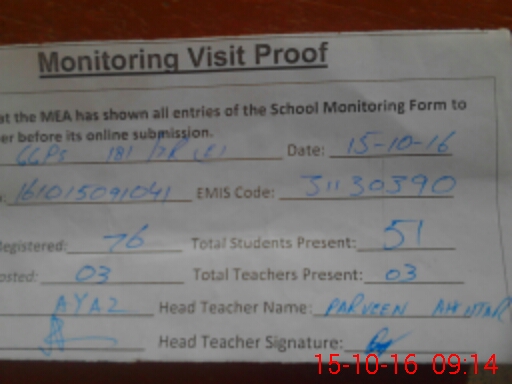 Monitoring Visit Proof
at the MEA has shown all entries of the School Monitoring Form to
er before its online submission.
GGPS 181 Date: 15-10-16
161015091041 EMIS Code: 31130390
Registered: 76 Total Students Present: 51
osted: 03 Total Teachers Present: 03
AYAZ Head Teacher Name: PARVEEN AKHTAR
Head Teacher Signature:
15-10-16 09:14